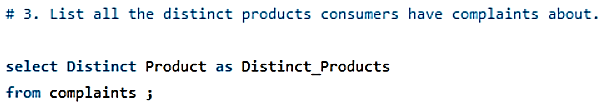 # 3. List all the distinct products consumers have complaints about.
select Distinct Product as Distinct_Products
from complaints ;